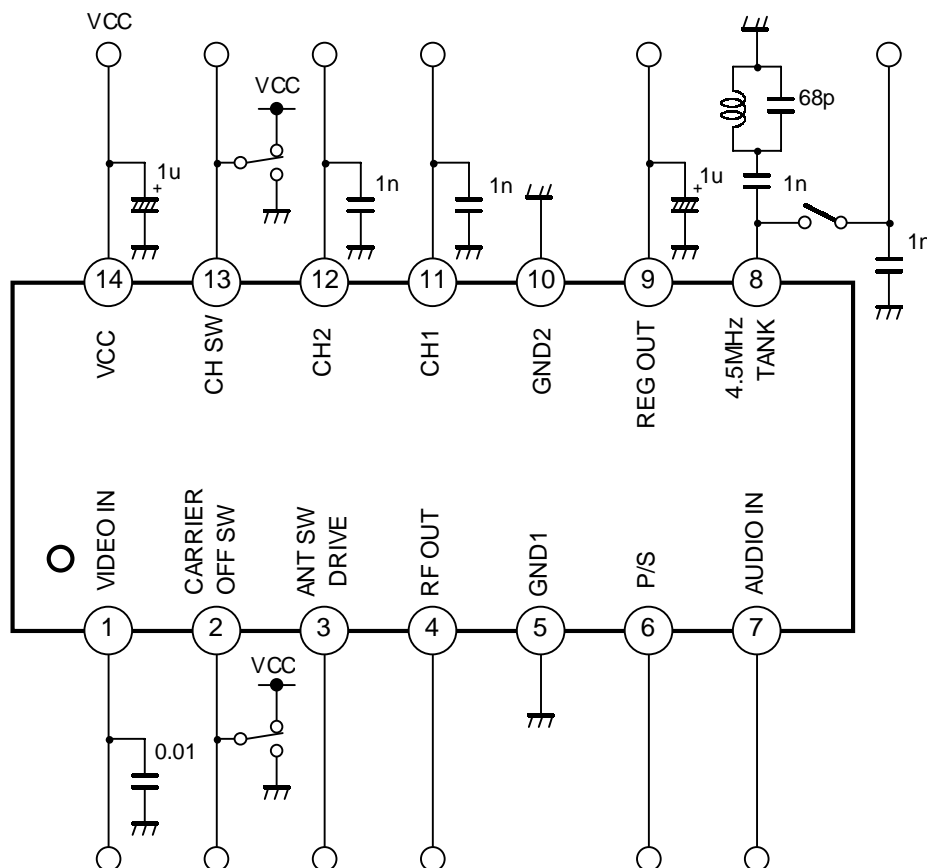 VCC
VCC
68p
1u
+
1n
1n
1u
+
1n
1n
14
13
12
11
10
9
8
VCC
CH SW
CH2
CH1
GND2
REG OUT
4.5MHz
TANK
VIDEO IN
CARRIER
OFF SW
ANT SW
DRIVE
RF OUT
GND1
P/S
AUDIO IN
1
2
3
4
5
6
7
VCC
0.01